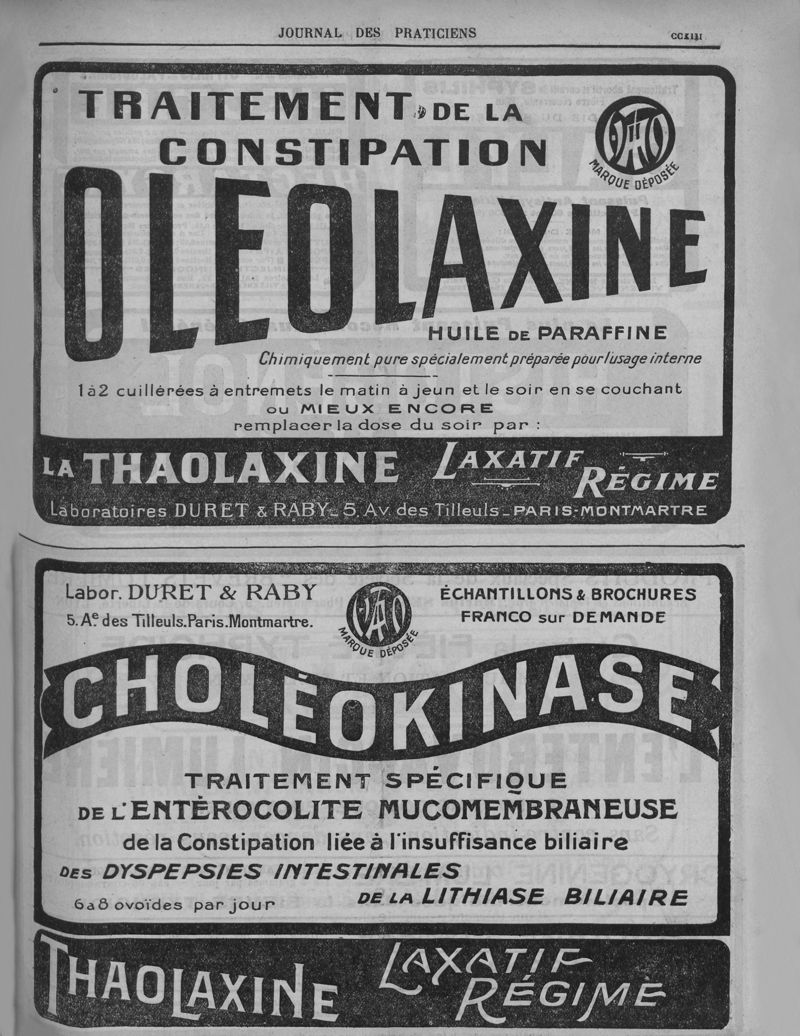 JOURNAL DES PRATICIENS
CCXIII
TRAITEMENT DE LA
CONSTIPATION
MARQUE DÉPOSÉE
OLEOLAXINE
HUILE DE PARAFFINE
Chimiquement pure spécialement préparée pour l'usage interne
1 à 2 cuillérées à entremets le matin à jeun et le soir en se couchant
OU MIEUX ENCORE
remplacer la dose du soir par :
LA THAOLAXINE LAXATIF RÉGIME
Laboratoires DURET & RABY_ 5. Av. des Tilleuls _ PARIS-MONTMARTRE
Labor. DURET & RABY
5. Ae des Tilleuls. Paris. Montmartre.
MARQUE DÉPOSÉE
ÉCHANTILLONS & BROCHURES
FRANCO sur DEMANDE
CHOLÉOKINASE
TRAITEMENT SPÉCIFIQUE
DE L'ENTÉROCOLITE MUCOMEMBRANEUSE
de la Constipation liée à l'insuffisance biliaire
DES DYSPEPSIES INTESTINALES
DE LA LITHIASE BILIAIRE
6 a 8 ovoïdes par jour
THAOLAXINE LAXATIF RÉGIME